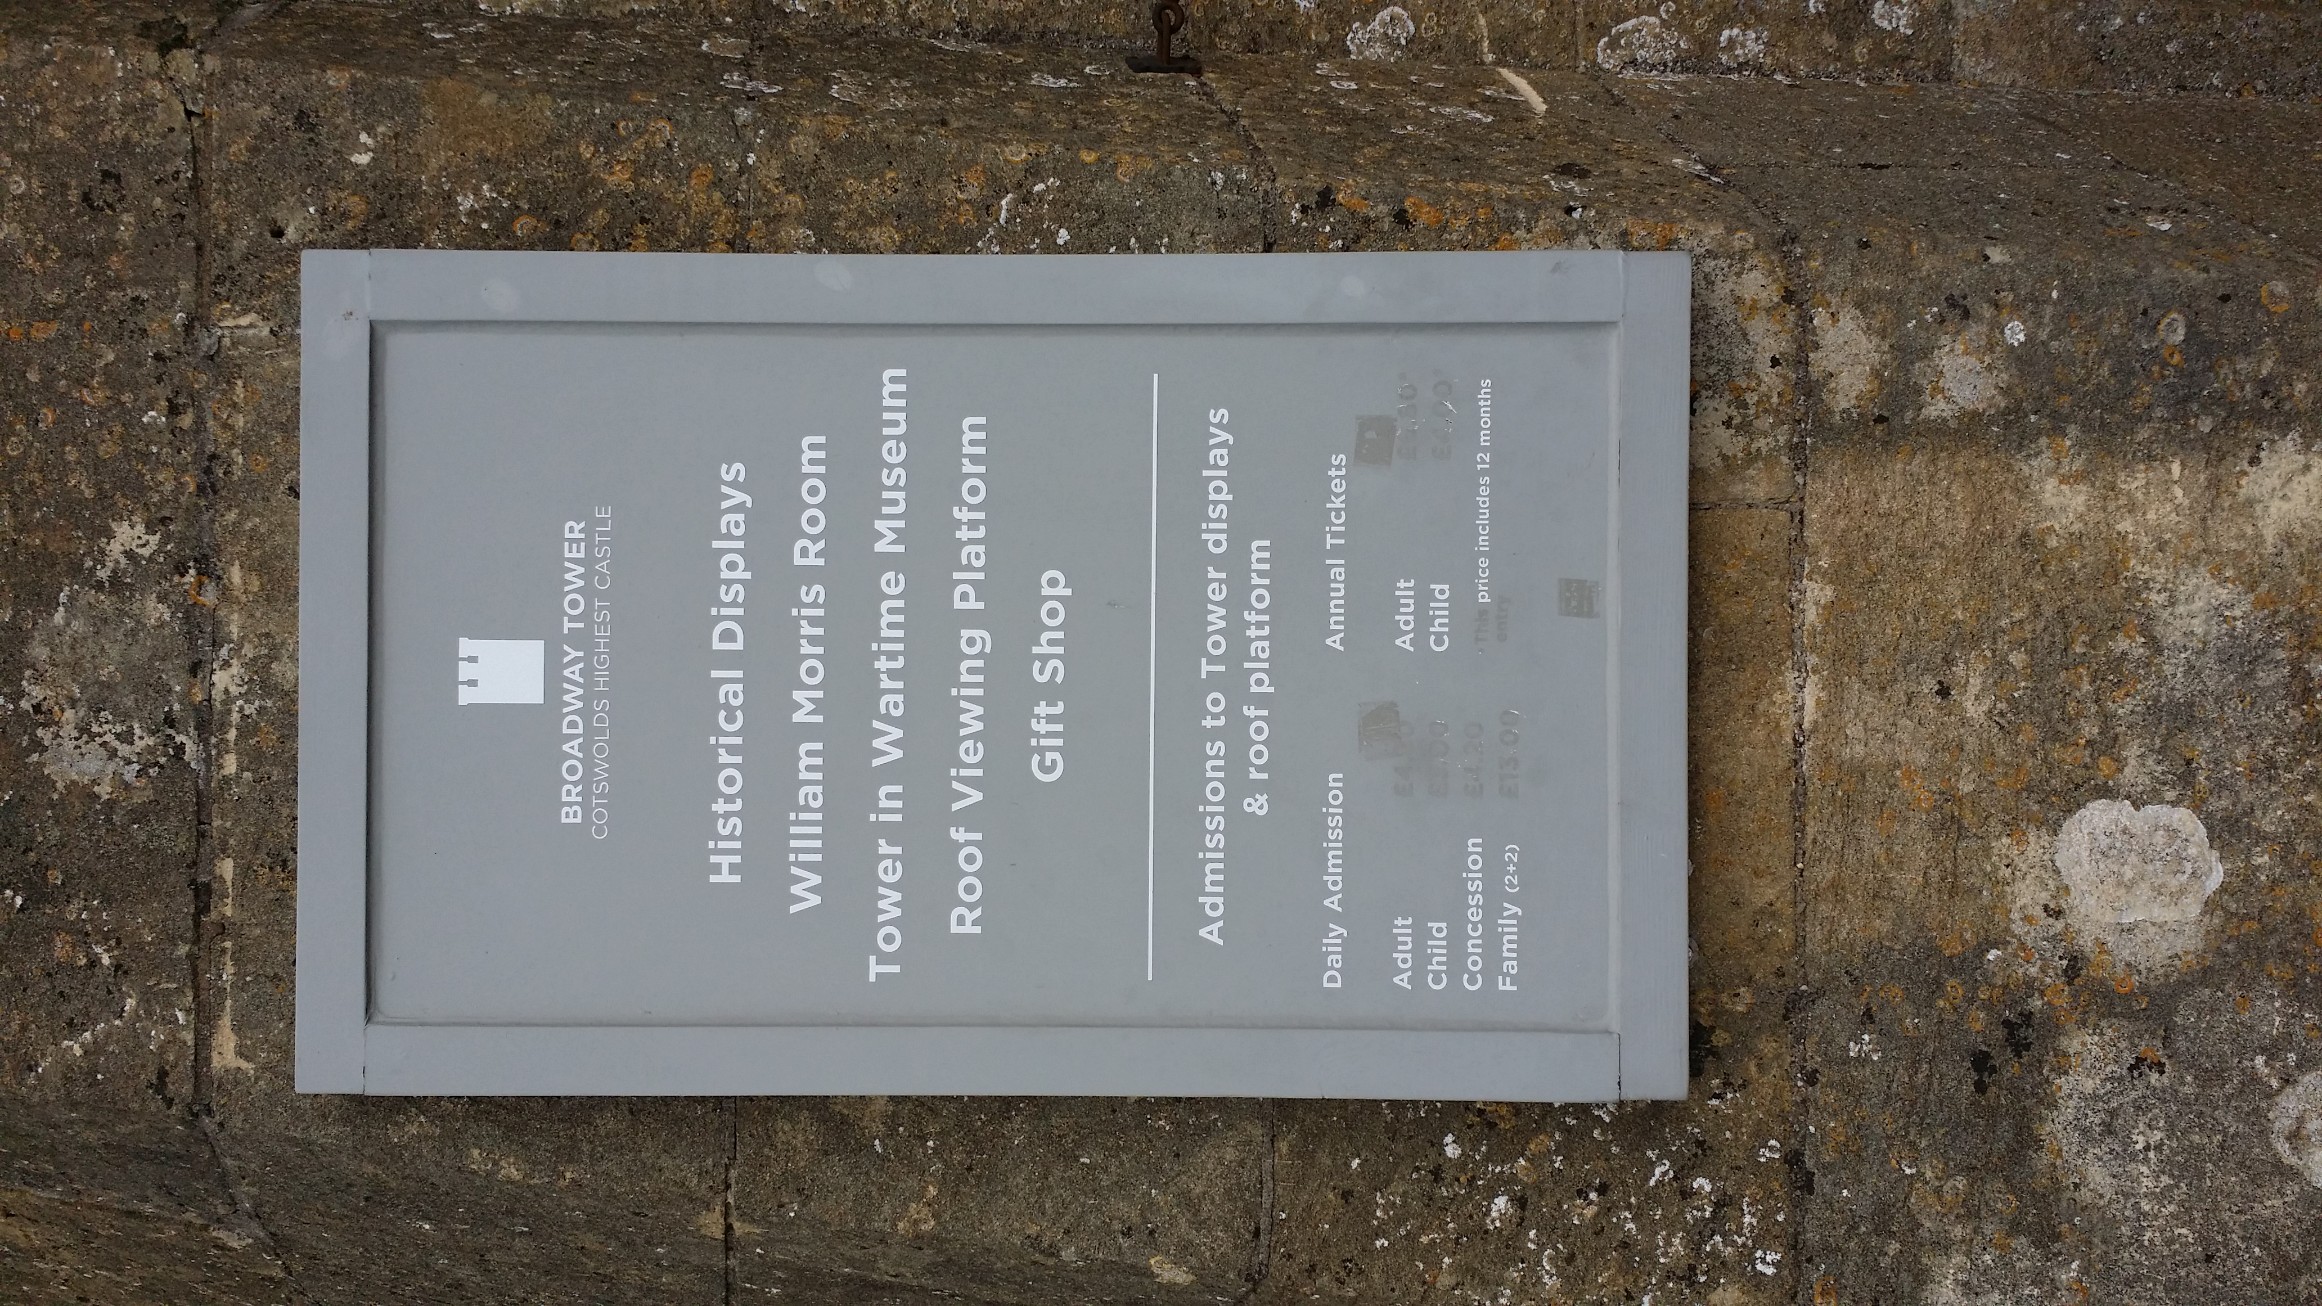 BROADWAY TOWER
COTSWOLDS HIGHEST CASTLE
Historical Displays
William Morris Room
Tower in Wartime Museum
Roof Viewing Platform
Gift Shop
Admissions to Tower displays
& roof platform
Daily Admission
Adult
Child
Concession £4.20
Family (2+2) £13.00
Annual Tickets
Adult
Child
This price includes 12 months
entry